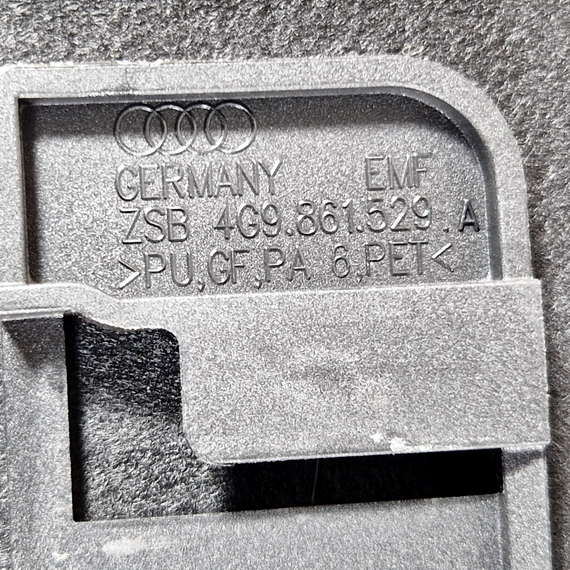 GERMANY EMF
ZSB 4G9.861.529.A
>PU,GF,PA 6,PET<